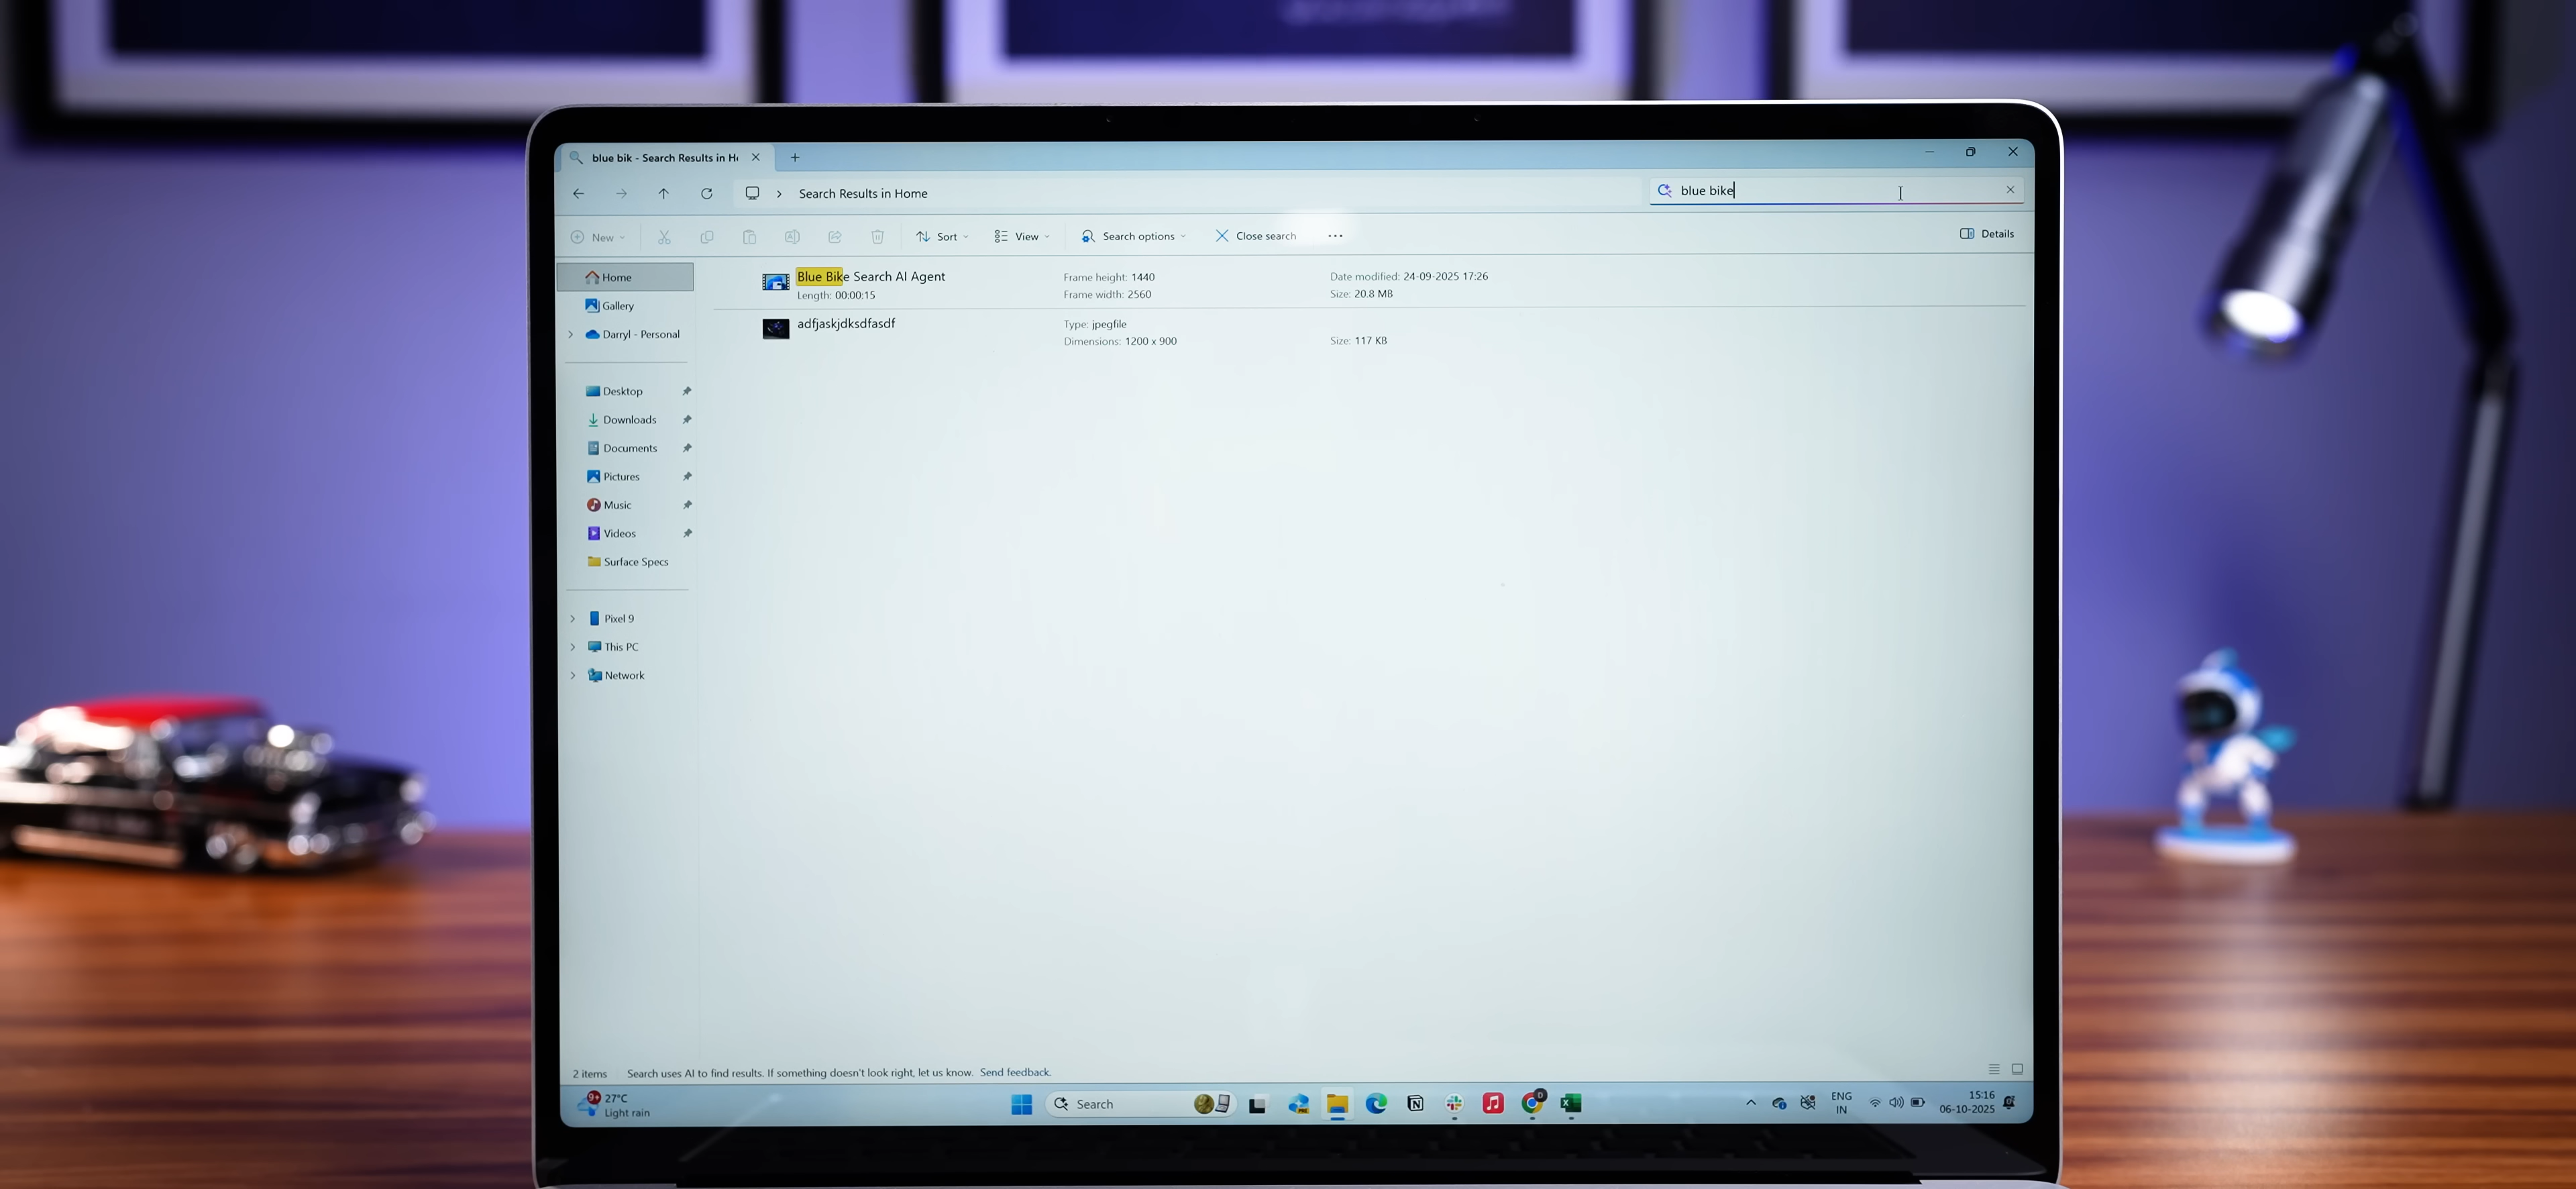 blue bik - Search Results in H
Search Results in Home
blue bike
New
Sort
View
Search options
Close search
Details
Home
Gallery
Darryl - Personal
Desktop
Downloads
Documents
Pictures
Music
Videos
Surface Specs
Pixel 9
This PC
Network
Blue Bike Search AI Agent
Length: 00:00:15
Frame height: 1440
Frame width: 2560
Date modified: 24-09-2025 17:26
Size: 20.8 MB
adfjaskjdksdfasdf
Type: jpegfile
Dimensions: 1200 x 900
Size: 117 KB
2 items Search uses AI to find results. If something doesn't look right, let us know. Send feedback.
9+
27°C
Light rain
Search
ENG
IN
15:16
06-10-2025